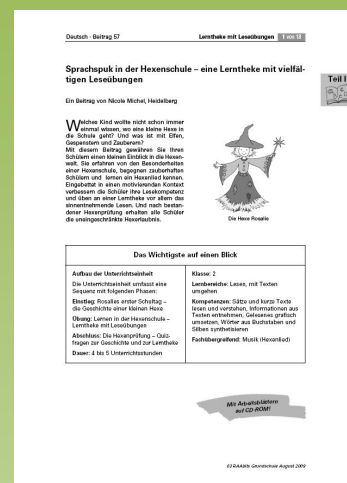 Deutsch · Beitrag 57
Lerntheke mit Leseübungen 1 von 18
Sprachspuk in der Hexenschule – eine Lerntheke mit vielfäl-
tigen Leseübungen
Teil I
Ein Beitrag von Nicole Michel, Heidelberg
Welches Kind wollte nicht schon immer
einmal wissen, wo eine kleine Hexe in
die Schule geht? Und was ist mit Elfen,
Gespenstern und Zauberern?
Mit diesem Beitrag gewähren Sie Ihren
Schülern einen kleinen Einblick in die Hexen-
welt. Sie erfahren von den Besonderheiten
einer Hexenschule, begegnen zauberhaften
Schülern und lernen ein Hexenlied kennen.
Eingebettet in einen motivierenden Kontext
verbessern die Schüler ihre Lesekompetenz
und üben an einer Lerntheke vor allem das
sinnentnehmende Lesen. Und nach bestan-
dener Hexenprüfung erhalten alle Schüler
die uneingeschränkte Hexerlaubnis.
Die Hexe Rosalie
Das Wichtigste auf einen Blick
Aufbau der Unterrichtseinheit
Die Unterrichtseinheit umfasst eine
Sequenz mit folgenden Phasen:
Einstieg: Rosalies erster Schultag –
die Geschichte einer kleinen Hexe
Übung: Lernen in der Hexenschule –
Lerntheke mit Leseübungen
Abschluss: Die Hexenprüfung – Quiz-
fragen zur Geschichte und zur Lerntheke
Dauer: 4 bis 5 Unterrichtsstunden
Klasse: 2
Lernbereiche: Lesen, mit Texten
umgehen
Kompetenzen: Sätze und kurze Texte
lesen und verstehen, Informationen aus
Texten entnehmen, Gelesenes grafisch
umsetzen, Wörter aus Buchstaben und
Silben synthetisieren
Fachübergreifend: Musik (Hexenlied)
Mit Arbeitsblättern
auf CD-ROM!
63 RAAbits Grundschule August 2009